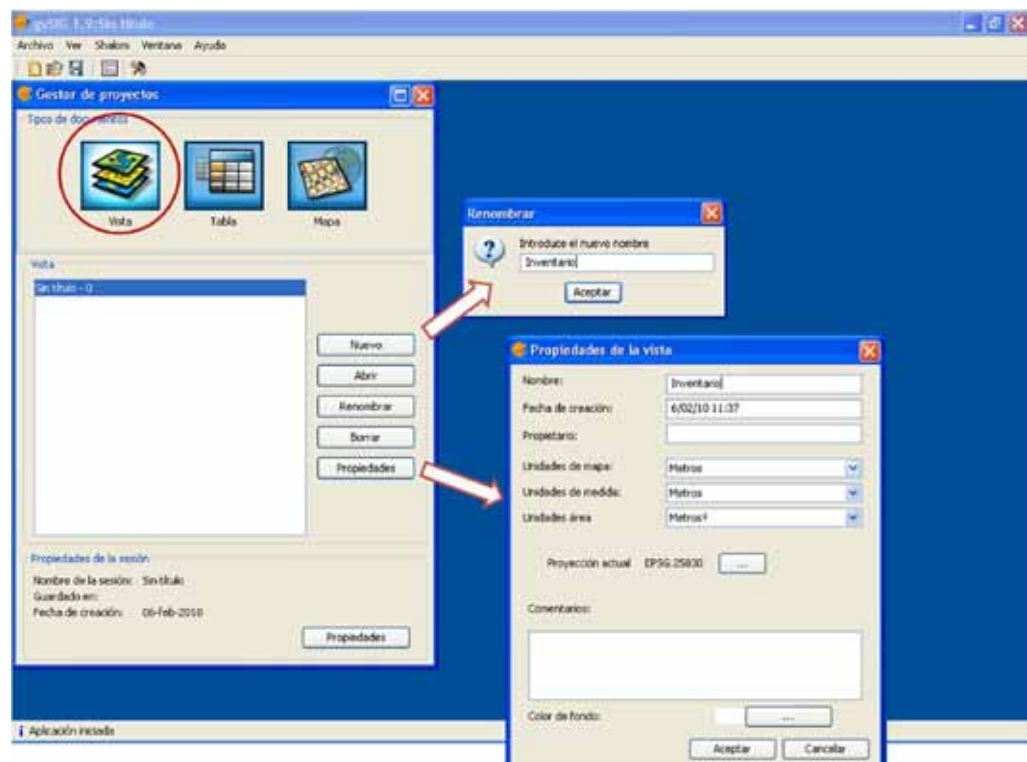 gvSIG 1.9:Sin título
Archivo Ver Shalom Ventana Ayuda
Gestor de proyectos
Tipos de documentos
Vista
Tabla
Mapa
Vista
Sin título - 0
Nuevo
Abrir
Renombrar
Borrar
Propiedades
Propiedades de la sesión
Nombre de la sesión: Sin título
Guardado en:
Fecha de creación: 06-feb-2010
Propiedades
Renombrar
Introduce el nuevo nombre
Inventario
Aceptar
Propiedades de la vista
Nombre: Inventario
Fecha de creación: 6/02/10 11:37
Propietario:
Unidades de mapa: Metros
Unidades de medida: Metros
Unidades área Metros²
Proyección actual EPSG:25830 ...
Comentarios:
Color de fondo: ...
Aceptar Cancelar
Aplicación iniciada